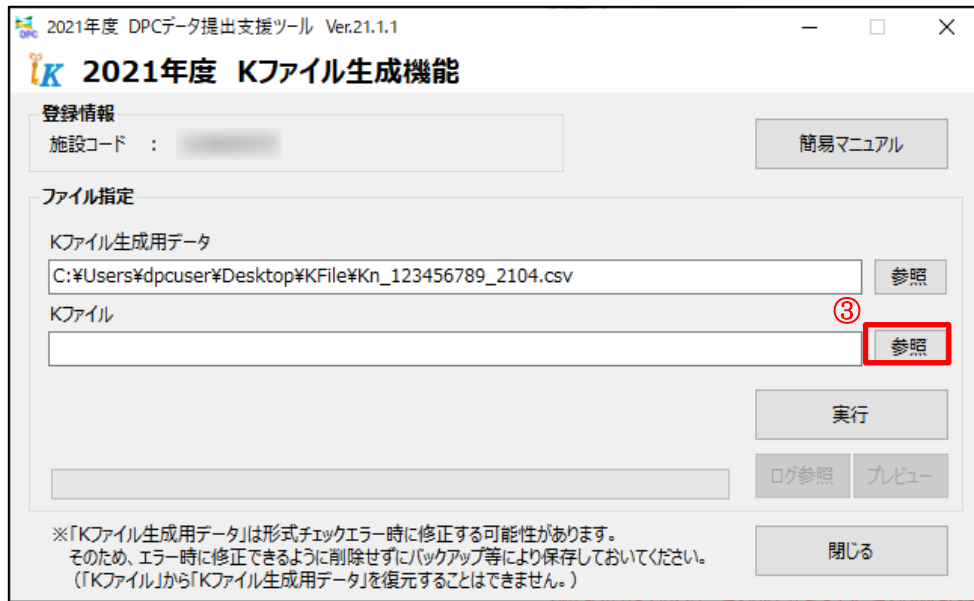 2021年度 DPCデータ提出支援ツール Ver.21.1.1
2021年度 Kファイル生成機能
登録情報
施設コード :
簡易マニュアル
ファイル指定
Kファイル生成用データ
C:¥Users¥dpcuser¥Desktop¥KFile¥Kn_123456789_2104.csv
参照
Kファイル
③
参照
実行
ログ参照
プレビュー
※「Kファイル生成用データ」は形式チェックエラー時に修正する可能性があります。
そのため、エラー時に修正できるように削除せずにバックアップ等により保存しておいてください。
(「Kファイル」から「Kファイル生成用データ」を復元することはできません。)
閉じる